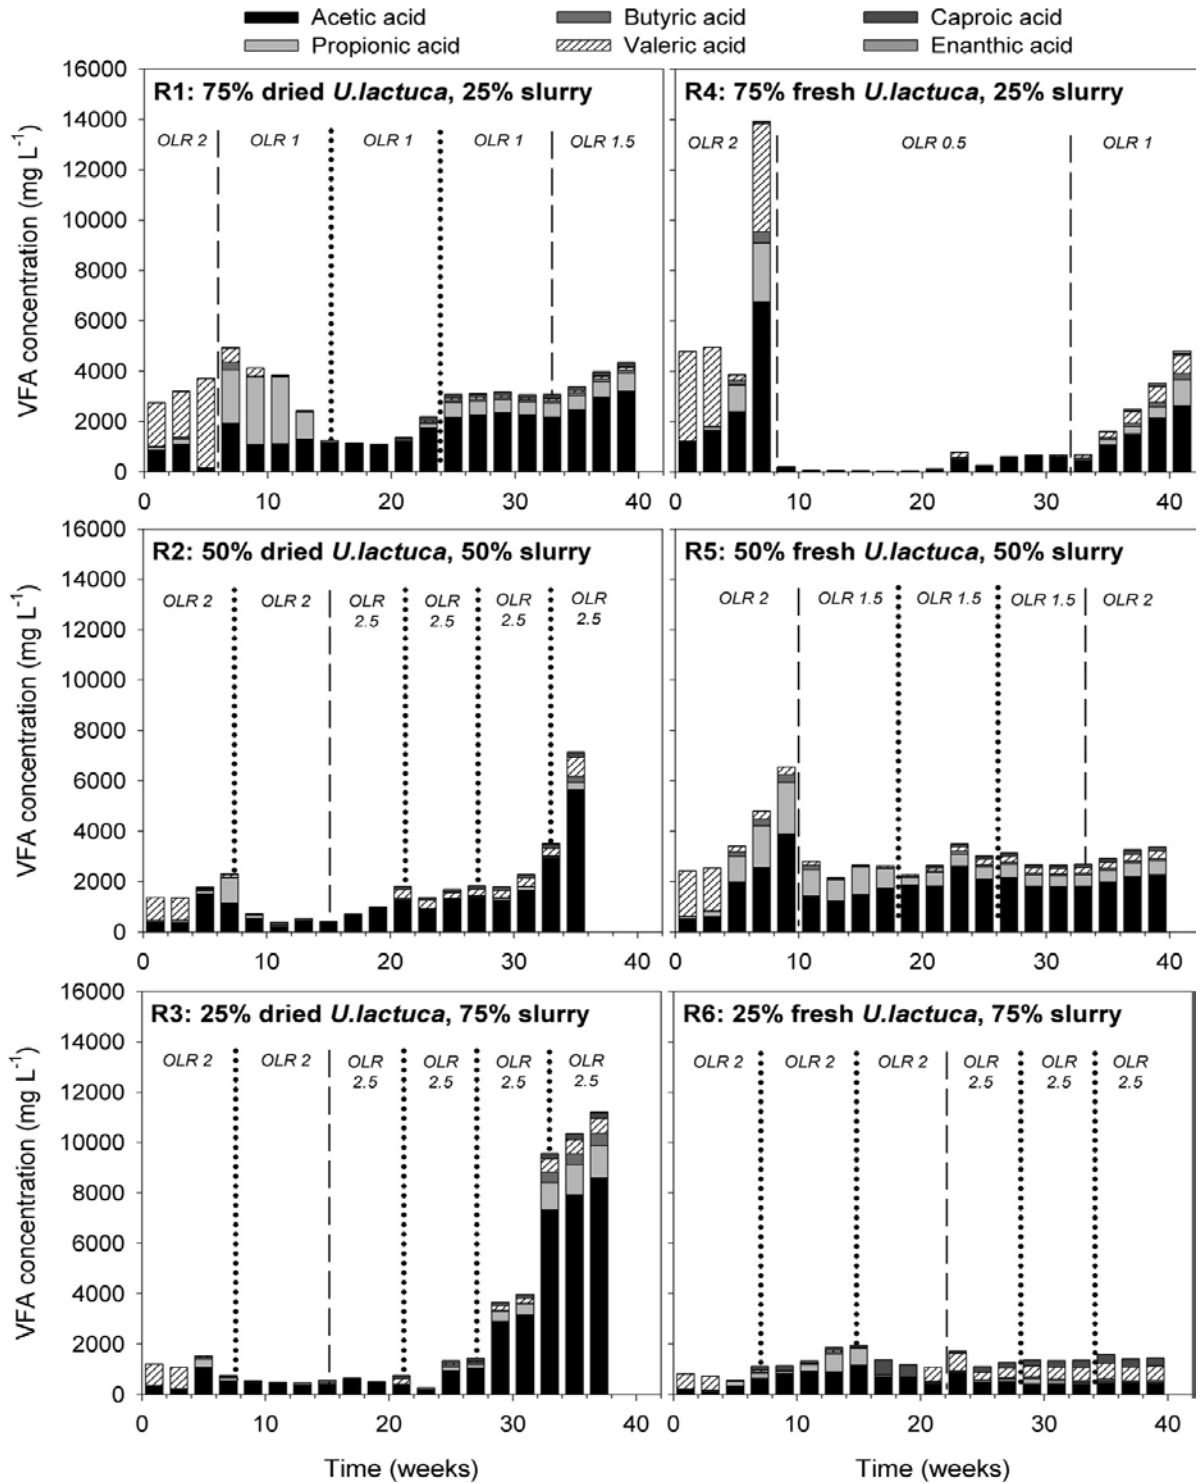 Acetic acid Butyric acid Caproic acid
Propionic acid Valeric acid Enanthic acid
R1: 75% dried U.lactuca, 25% slurry
OLR 2 OLR 1 OLR 1 OLR 1 OLR 1.5
VFA concentration (mg L-1)
16000
14000
12000
10000
8000
6000
4000
2000
0
0 10 20 30 40
R4: 75% fresh U.lactuca, 25% slurry
OLR 2 OLR 0.5 OLR 1
0 10 20 30 40
R2: 50% dried U.lactuca, 50% slurry
OLR 2 OLR 2 OLR 2.5 OLR 2.5 OLR 2.5 OLR 2.5
VFA concentration (mg L-1)
16000
14000
12000
10000
8000
6000
4000
2000
0
0 10 20 30 40
R5: 50% fresh U.lactuca, 50% slurry
OLR 2 OLR 1.5 OLR 1.5 OLR 1.5 OLR 2
0 10 20 30 40
R3: 25% dried U.lactuca, 75% slurry
OLR 2 OLR 2 OLR 2.5 OLR 2.5 OLR 2.5 OLR 2.5
VFA concentration (mg L-1)
16000
14000
12000
10000
8000
6000
4000
2000
0
0 10 20 30 40
Time (weeks)
R6: 25% fresh U.lactuca, 75% slurry
OLR 2 OLR 2 OLR 2 OLR 2.5 OLR 2.5 OLR 2.5
0 10 20 30 40
Time (weeks)